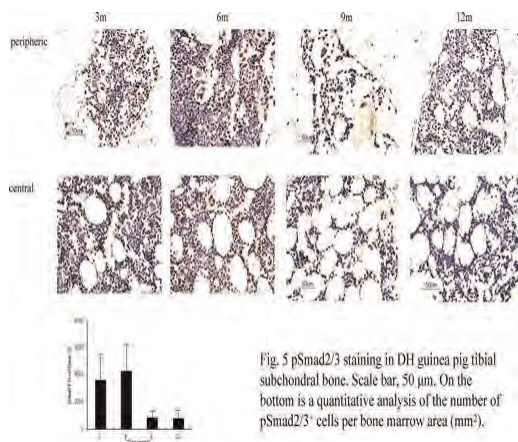 3m 6m 9m 12m
peripheric
central
Fig. 5 pSmad2/3 staining in DH guinea pig tibial
subchondral bone. Scale bar, 50 μm. On the
bottom is a quantitative analysis of the number of
pSmad2/3⁺ cells per bone marrow area (mm²).